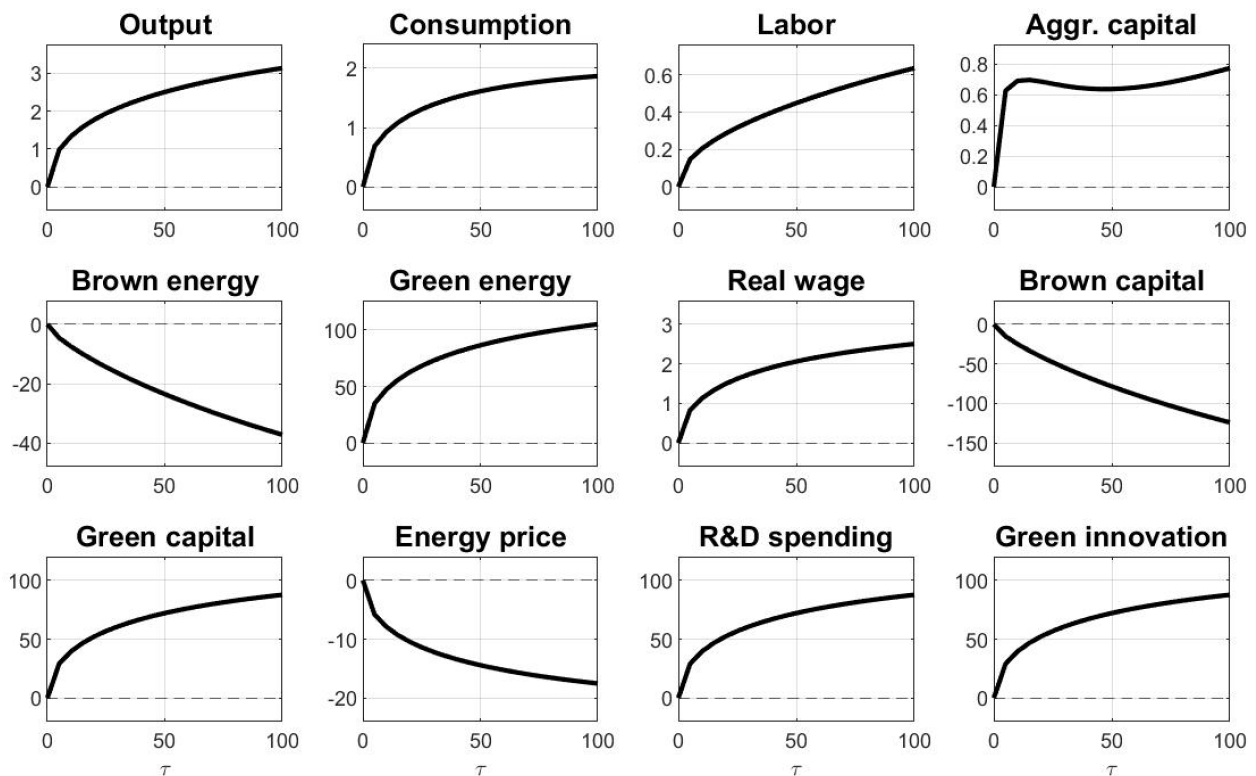 Output Consumption Labor Aggr. capital
3 2 0.6 0.8
2 0.4 0.6
1 1 0.2 0.4
0.2
0 0 0 0
0 50 100 0 50 100 0 50 100 0 50 100
Brown energy Green energy Real wage Brown capital
0 100 3 0
-20 50 2 -50
1 -100
-40 0 0 -150
0 50 100 0 50 100 0 50 100 0 50 100
Green capital Energy price R&D spending Green innovation
100 0 100 100
50 -10 50 50
0 -20 0 0
0 50 100 0 50 100 0 50 100 0 50 100
τ τ τ τ